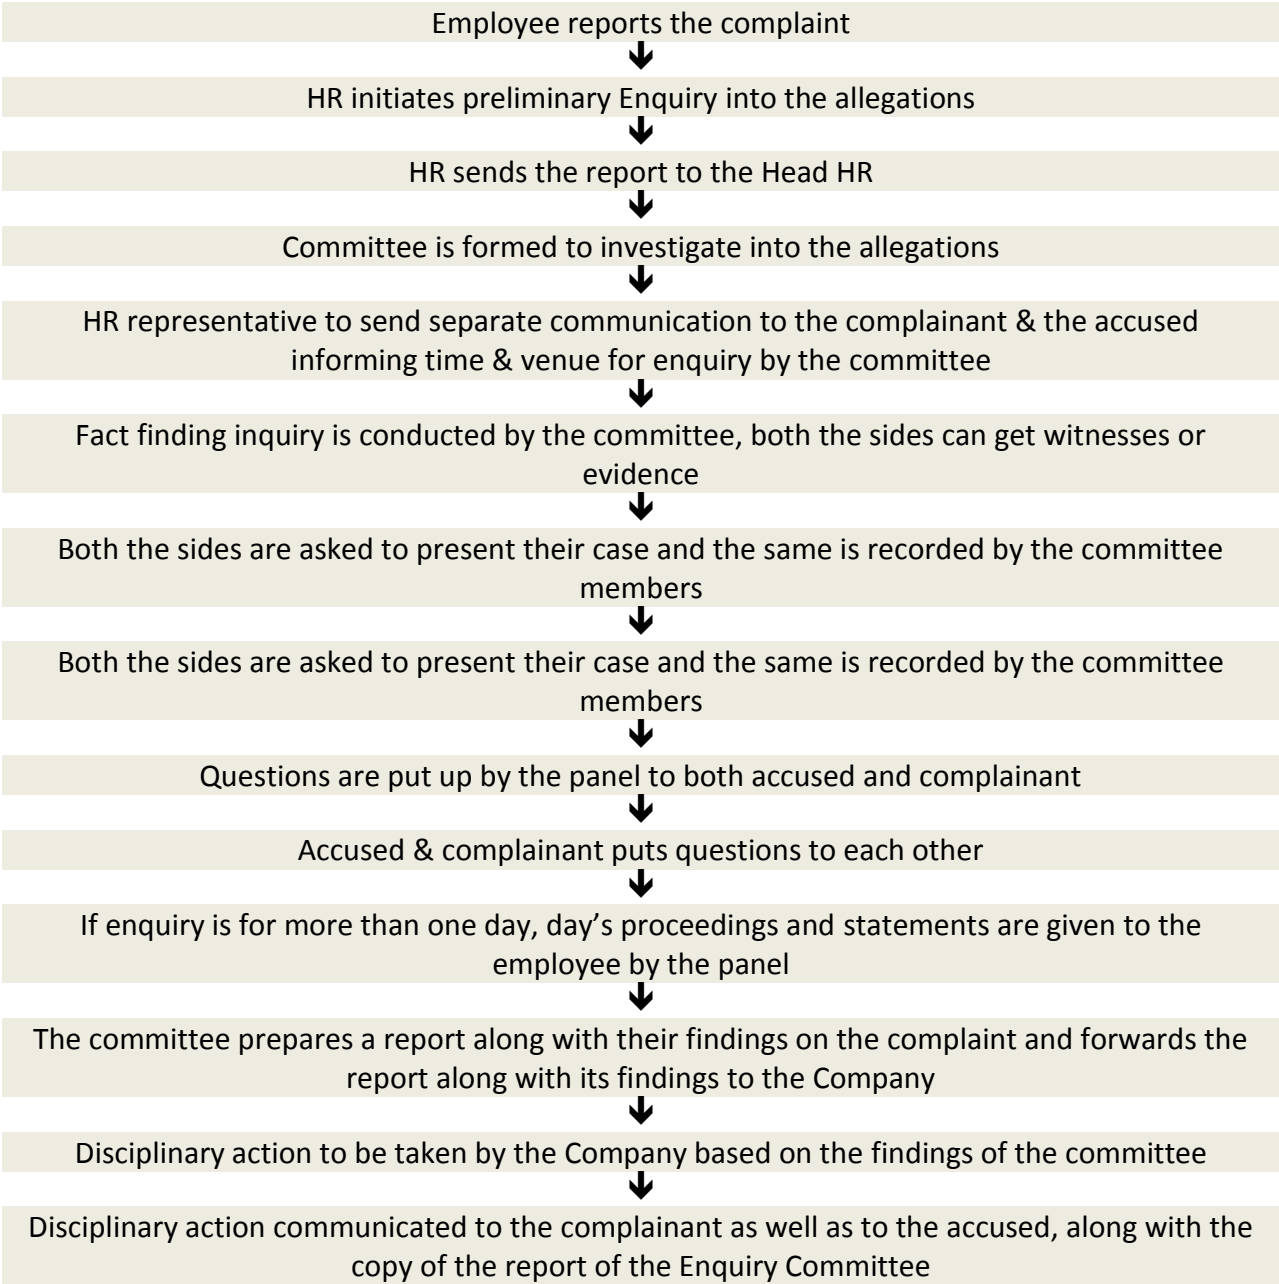 Employee reports the complaint
HR initiates preliminary Enquiry into the allegations
HR sends the report to the Head HR
Committee is formed to investigate into the allegations
HR representative to send separate communication to the complainant & the accused
informing time & venue for enquiry by the committee
Fact finding inquiry is conducted by the committee, both the sides can get witnesses or
evidence
Both the sides are asked to present their case and the same is recorded by the committee
members
Both the sides are asked to present their case and the same is recorded by the committee
members
Questions are put up by the panel to both accused and complainant
Accused & complainant puts questions to each other
If enquiry is for more than one day, day’s proceedings and statements are given to the
employee by the panel
The committee prepares a report along with their findings on the complaint and forwards the
report along with its findings to the Company
Disciplinary action to be taken by the Company based on the findings of the committee
Disciplinary action communicated to the complainant as well as to the accused, along with the
copy of the report of the Enquiry Committee